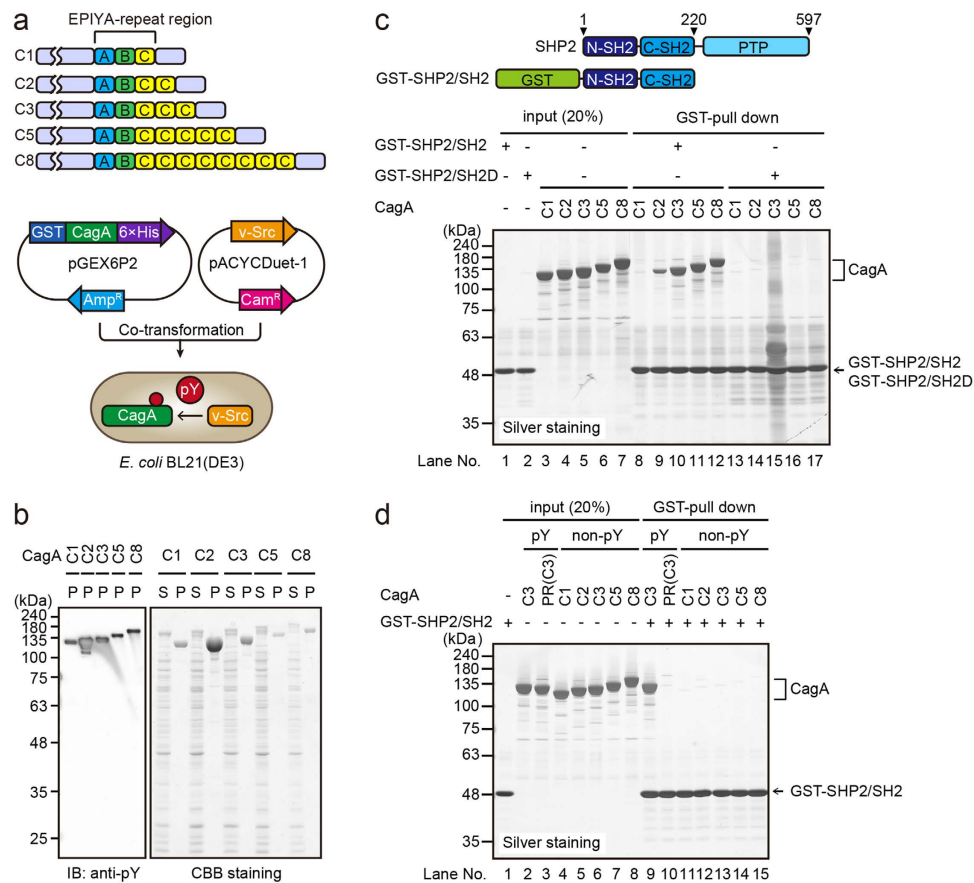 a
EPIYA-repeat region
C1 A B C
C2 A B C C
C3 A B C C C
C5 A B C C C C C
C8 A B C C C C C C C C
GST CagA 6×His
pGEX6P2
Amp^R
v-Src
pACYCDuet-1
Cam^R
Co-transformation
pY
CagA v-Src
E. coli BL21(DE3)
b
CagA C1 C2 C3 C5 C8 C1 C2 C3 C5 C8
P P P P P S P S P S P S P S P
(kDa)
240
180
135
100
75
63
48
35
25
IB: anti-pY CBB staining
c
1 220 597
SHP2 N-SH2 C-SH2 PTP
GST-SHP2/SH2 GST N-SH2 C-SH2
input (20%) GST-pull down
GST-SHP2/SH2 + - - + -
GST-SHP2/SH2D - + - - +
CagA - - C1 C2 C3 C5 C8 C1 C2 C3 C5 C8 C1 C2 C3 C5 C8
(kDa)
240
180
135
100
75
63
48
35
CagA
GST-SHP2/SH2
GST-SHP2/SH2D
Silver staining
Lane No. 1 2 3 4 5 6 7 8 9 10 11 12 13 14 15 16 17
d
input (20%) GST-pull down
pY non-pY pY non-pY
CagA - C3 PR(C3) C1 C2 C3 C5 C8 C3 PR(C3) C1 C2 C3 C5 C8
GST-SHP2/SH2 + + + + + + + +
(kDa)
240
180
135
100
75
63
48
35
CagA
GST-SHP2/SH2
Silver staining
Lane No. 1 2 3 4 5 6 7 8 9 10 11 12 13 14 15